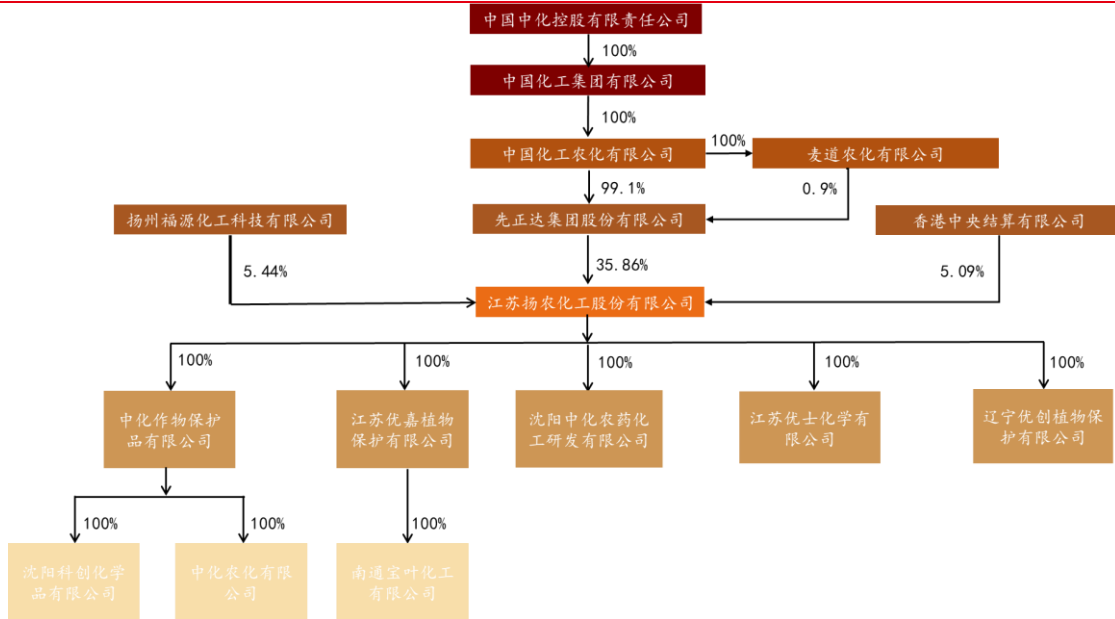 中国中化控股有限责任公司
100%
中国化工集团有限公司
100%
中国化工农化有限公司
100%
麦道农化有限公司
99.1%
0.9%
扬州福源化工科技有限公司
先正达集团股份有限公司
香港中央结算有限公司
5.44%
35.86%
5.09%
江苏扬农化工股份有限公司
100%
100%
100%
100%
100%
中化作物保护
品有限公司
江苏优嘉植物
保护有限公司
沈阳中化农药化
工研发有限公司
江苏优士化学有
限公司
辽宁优创植物保
护有限公司
100%
100%
100%
沈阳科创化学
品有限公司
中化农化有限
公司
南通宝叶化工
有限公司